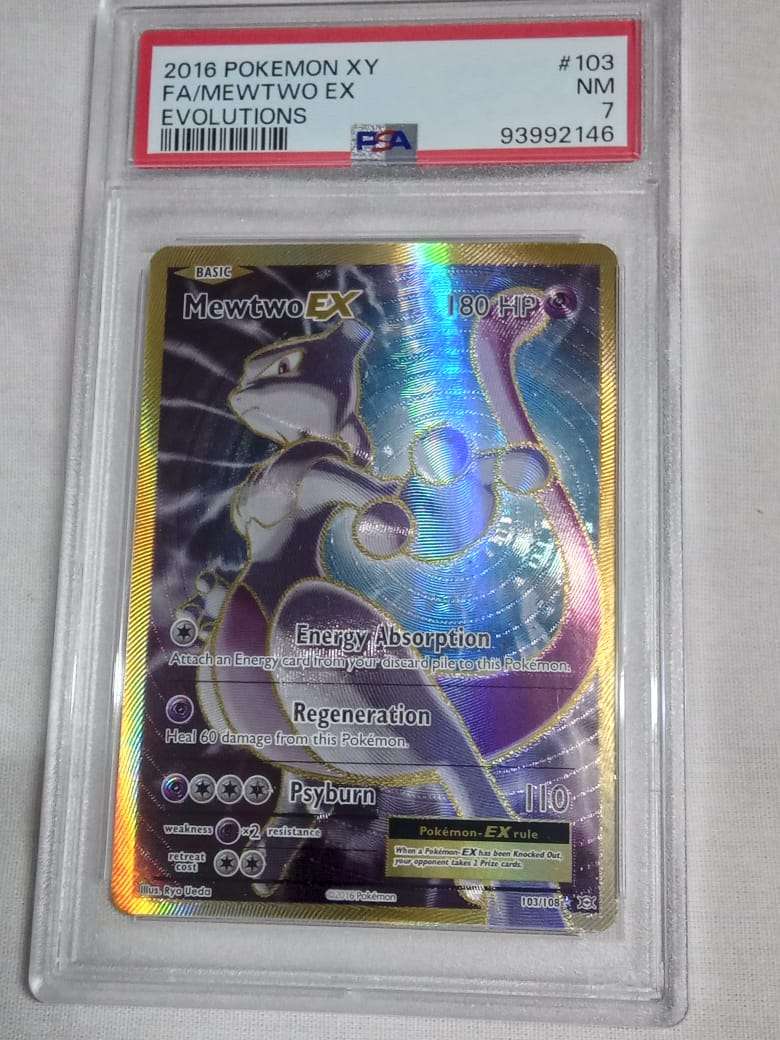 2016 POKEMON XY #103
FA/MEWTWO EX NM
EVOLUTIONS 7
PSA 93992146
BASIC
Mewtwo EX 180 HP
Energy Absorption
Attach an Energy card from your discard pile to this Pokémon.
Regeneration
Heal 60 damage from this Pokémon.
Psyburn 110
weakness ×2 resistance
Pokémon-EX rule
When a Pokémon-EX has been Knocked Out,
your opponent takes 2 Prize cards.
retreat
cost
Illus. Ryo Ueda
©2016 Pokémon
103/108